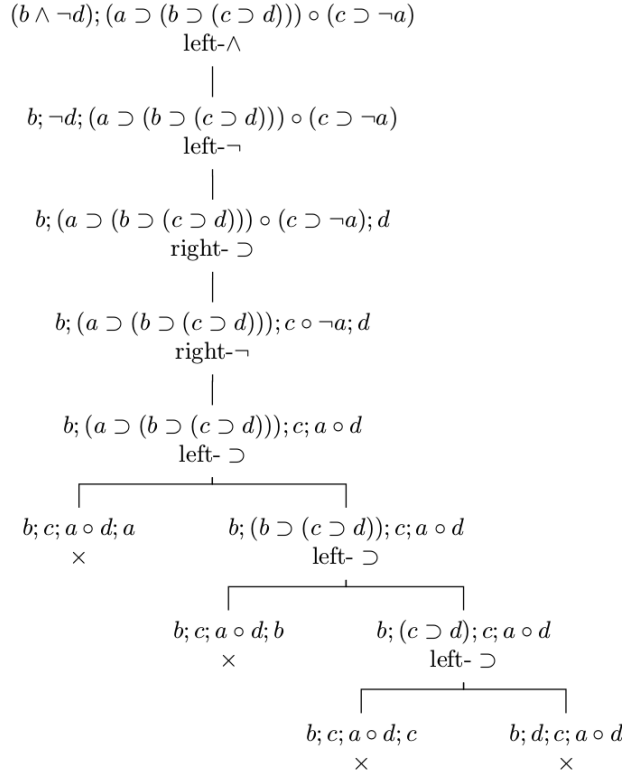 (b ∧ ¬d); (a ⊃ (b ⊃ (c ⊃ d))) ∘ (c ⊃ ¬a)
left-∧
b; ¬d; (a ⊃ (b ⊃ (c ⊃ d))) ∘ (c ⊃ ¬a)
left-¬
b; (a ⊃ (b ⊃ (c ⊃ d))) ∘ (c ⊃ ¬a); d
right- ⊃
b; (a ⊃ (b ⊃ (c ⊃ d))); c ∘ ¬a; d
right-¬
b; (a ⊃ (b ⊃ (c ⊃ d))); c; a ∘ d
left- ⊃
b; c; a ∘ d; a b; (b ⊃ (c ⊃ d)); c; a ∘ d
× left- ⊃
b; c; a ∘ d; b b; (c ⊃ d); c; a ∘ d
× left- ⊃
b; c; a ∘ d; c b; d; c; a ∘ d
× ×